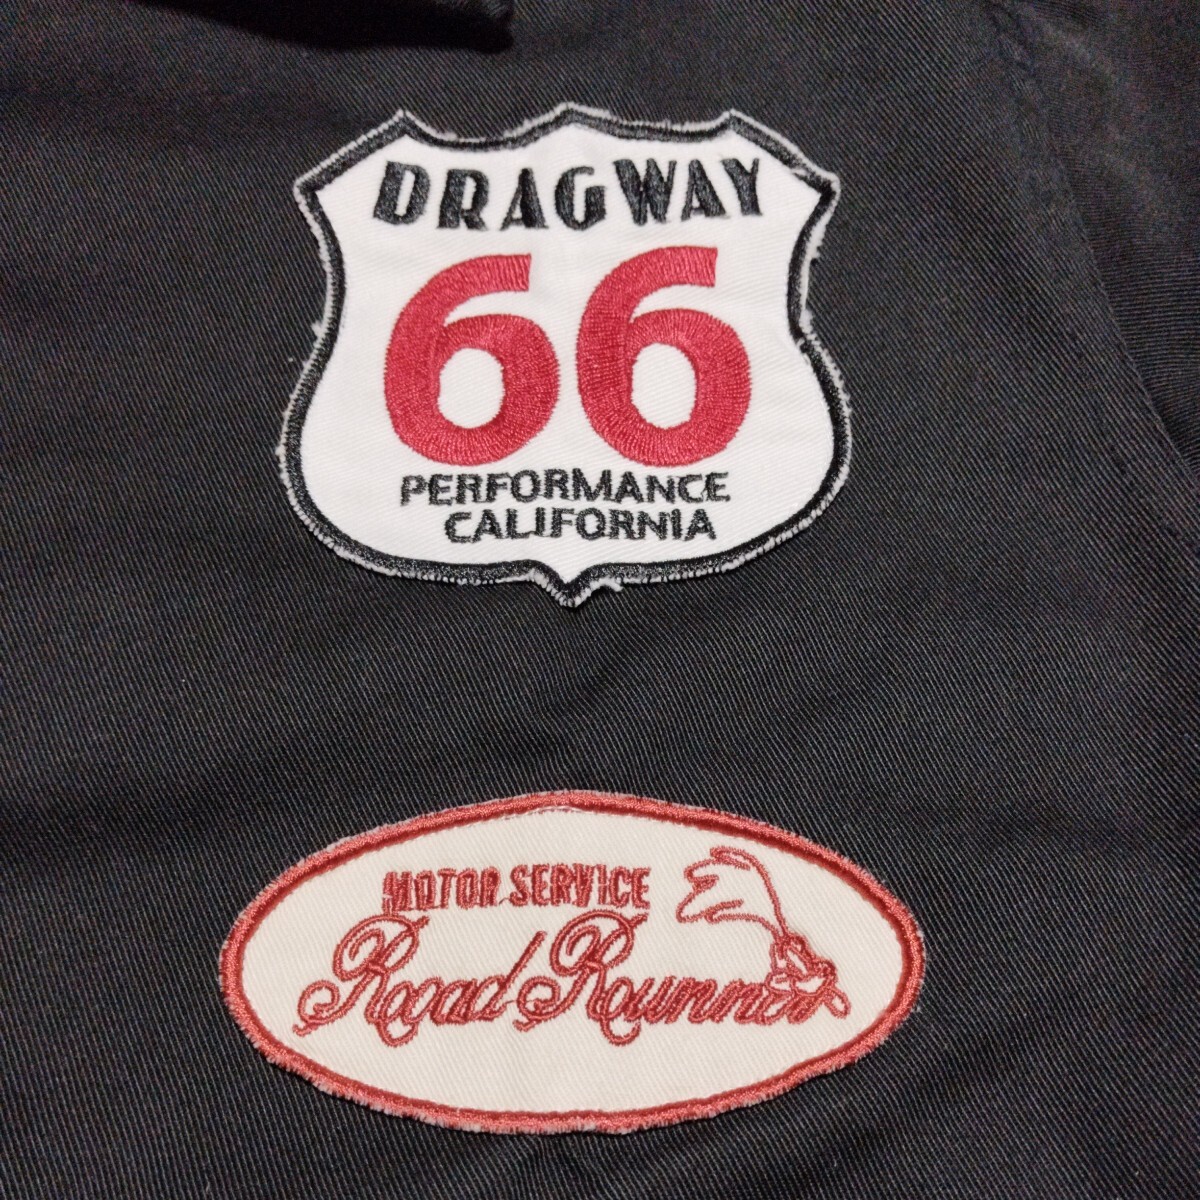 DRAGWAY
66
PERFORMANCE
CALIFORNIA
MOTOR SERVICE
Road Runner